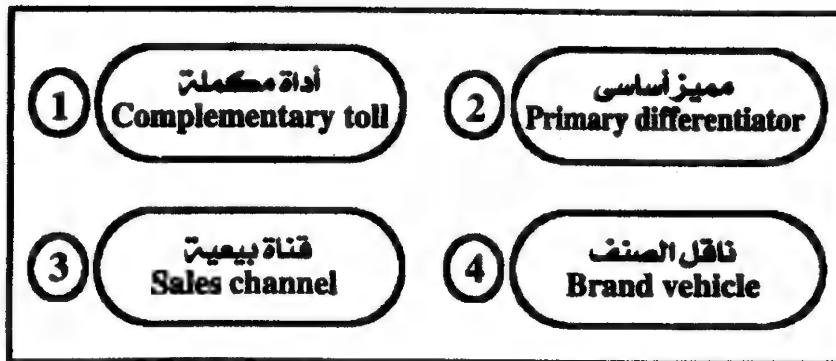 1
أداة مكملة
Complementary toll
2
مميز أساسى
Primary differentiator
3
قناة بيعية
Sales channel
4
ناقل الصنف
Brand vehicle